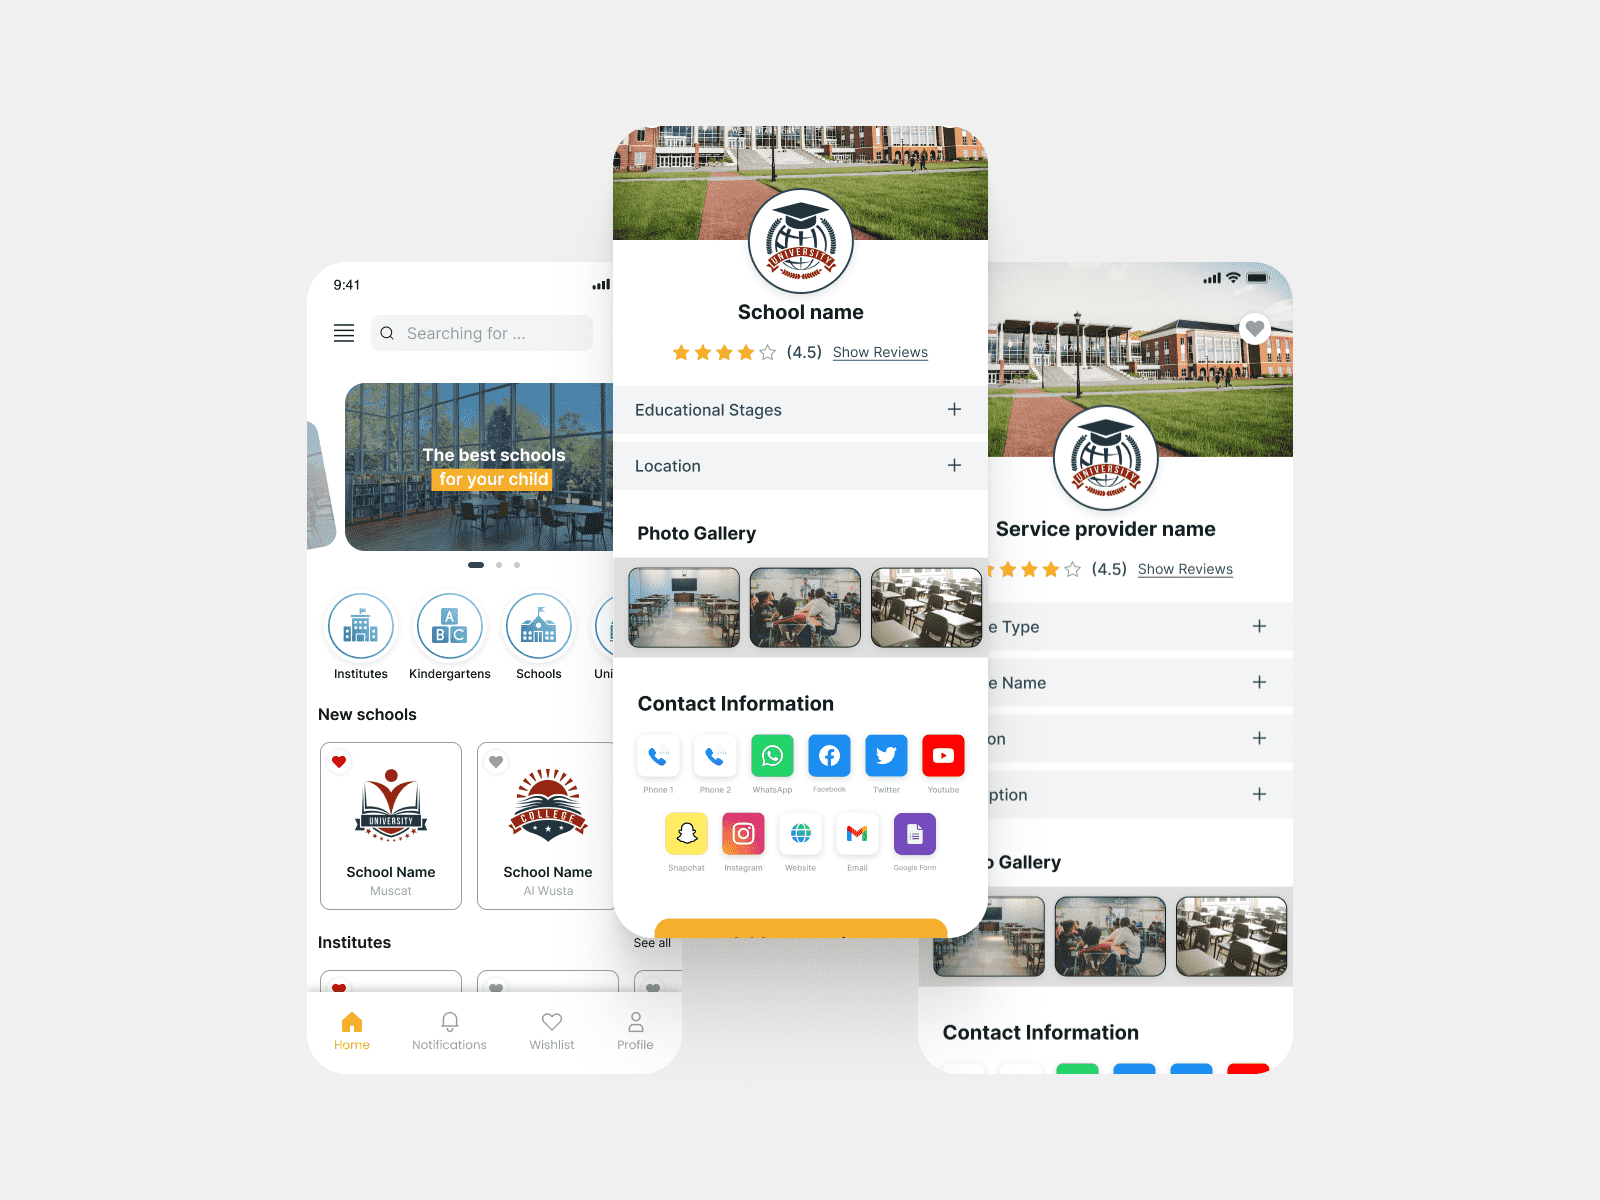 9:41
Searching for ...
The best schools
for your child
Institutes
Kindergartens
Schools
Uni
New schools
UNIVERSITY
School Name
Muscat
COLLEGE
School Name
Al Wusta
Institutes
See all
Home
Notifications
Wishlist
Profile
UNIVERSITY
School name
(4.5) Show Reviews
Educational Stages
Location
Photo Gallery
Contact Information
Phone 1
Phone 2
WhatsApp
Facebook
Twitter
Youtube
Snapchat
Instagram
Website
Email
Google Form
UNIVERSITY
Service provider name
(4.5) Show Reviews
e Type
e Name
on
ption
o Gallery
Contact Information